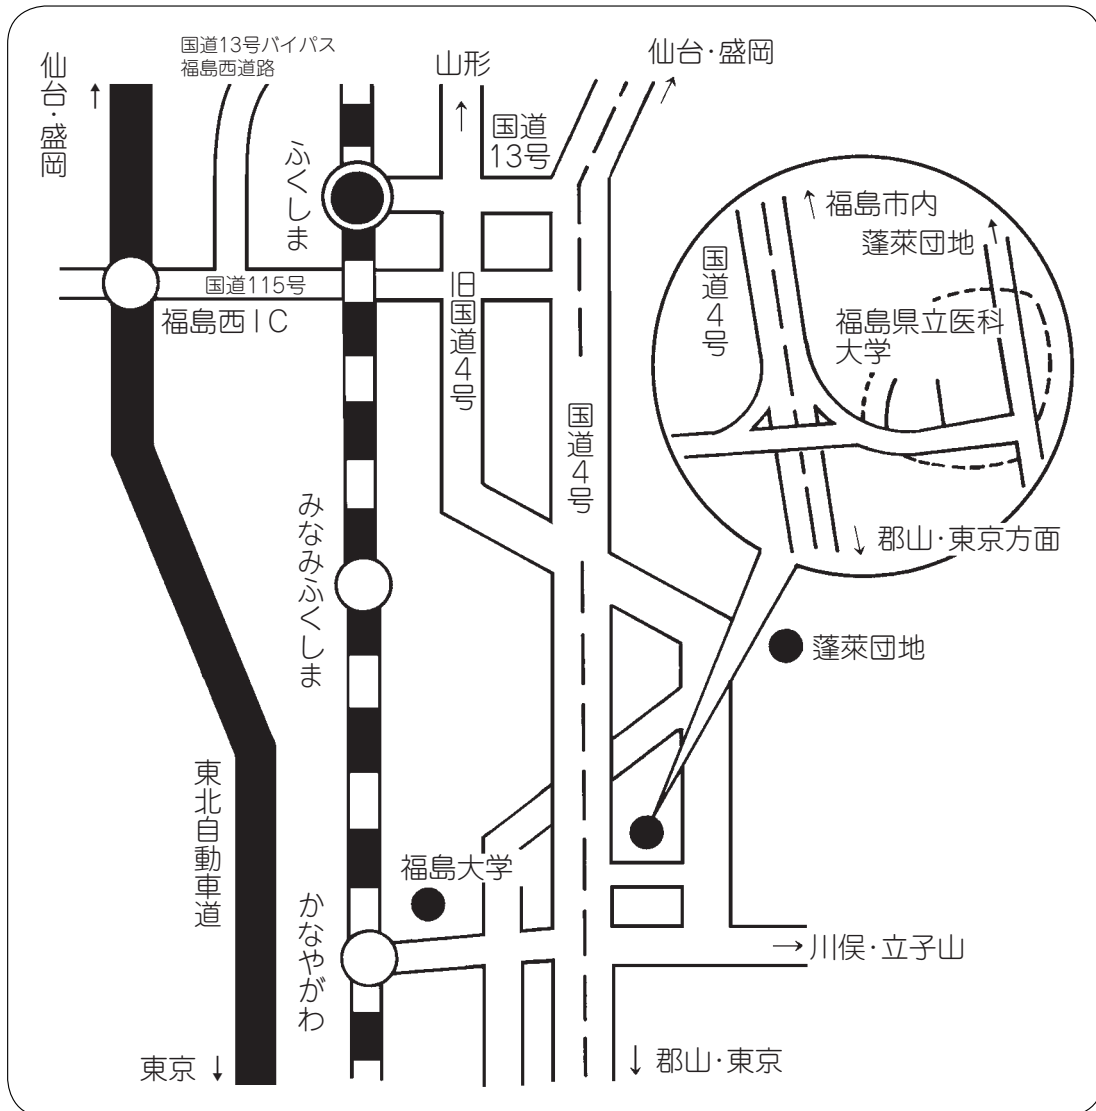 国道13号バイパス
福島西道路
仙台・盛岡
↑
山形
↑
仙台・盛岡
↑
国道
13号
ふくしま
国道115号
福島西IC
旧国道4号
国道4号
↑福島市内
蓬萊団地
↑
国道4号
福島県立医科
大学
↓郡山・東京方面
みなみふくしま
蓬萊団地
東北自動車道
福島大学
かなやがわ
→川俣・立子山
東京↓
↓郡山・東京